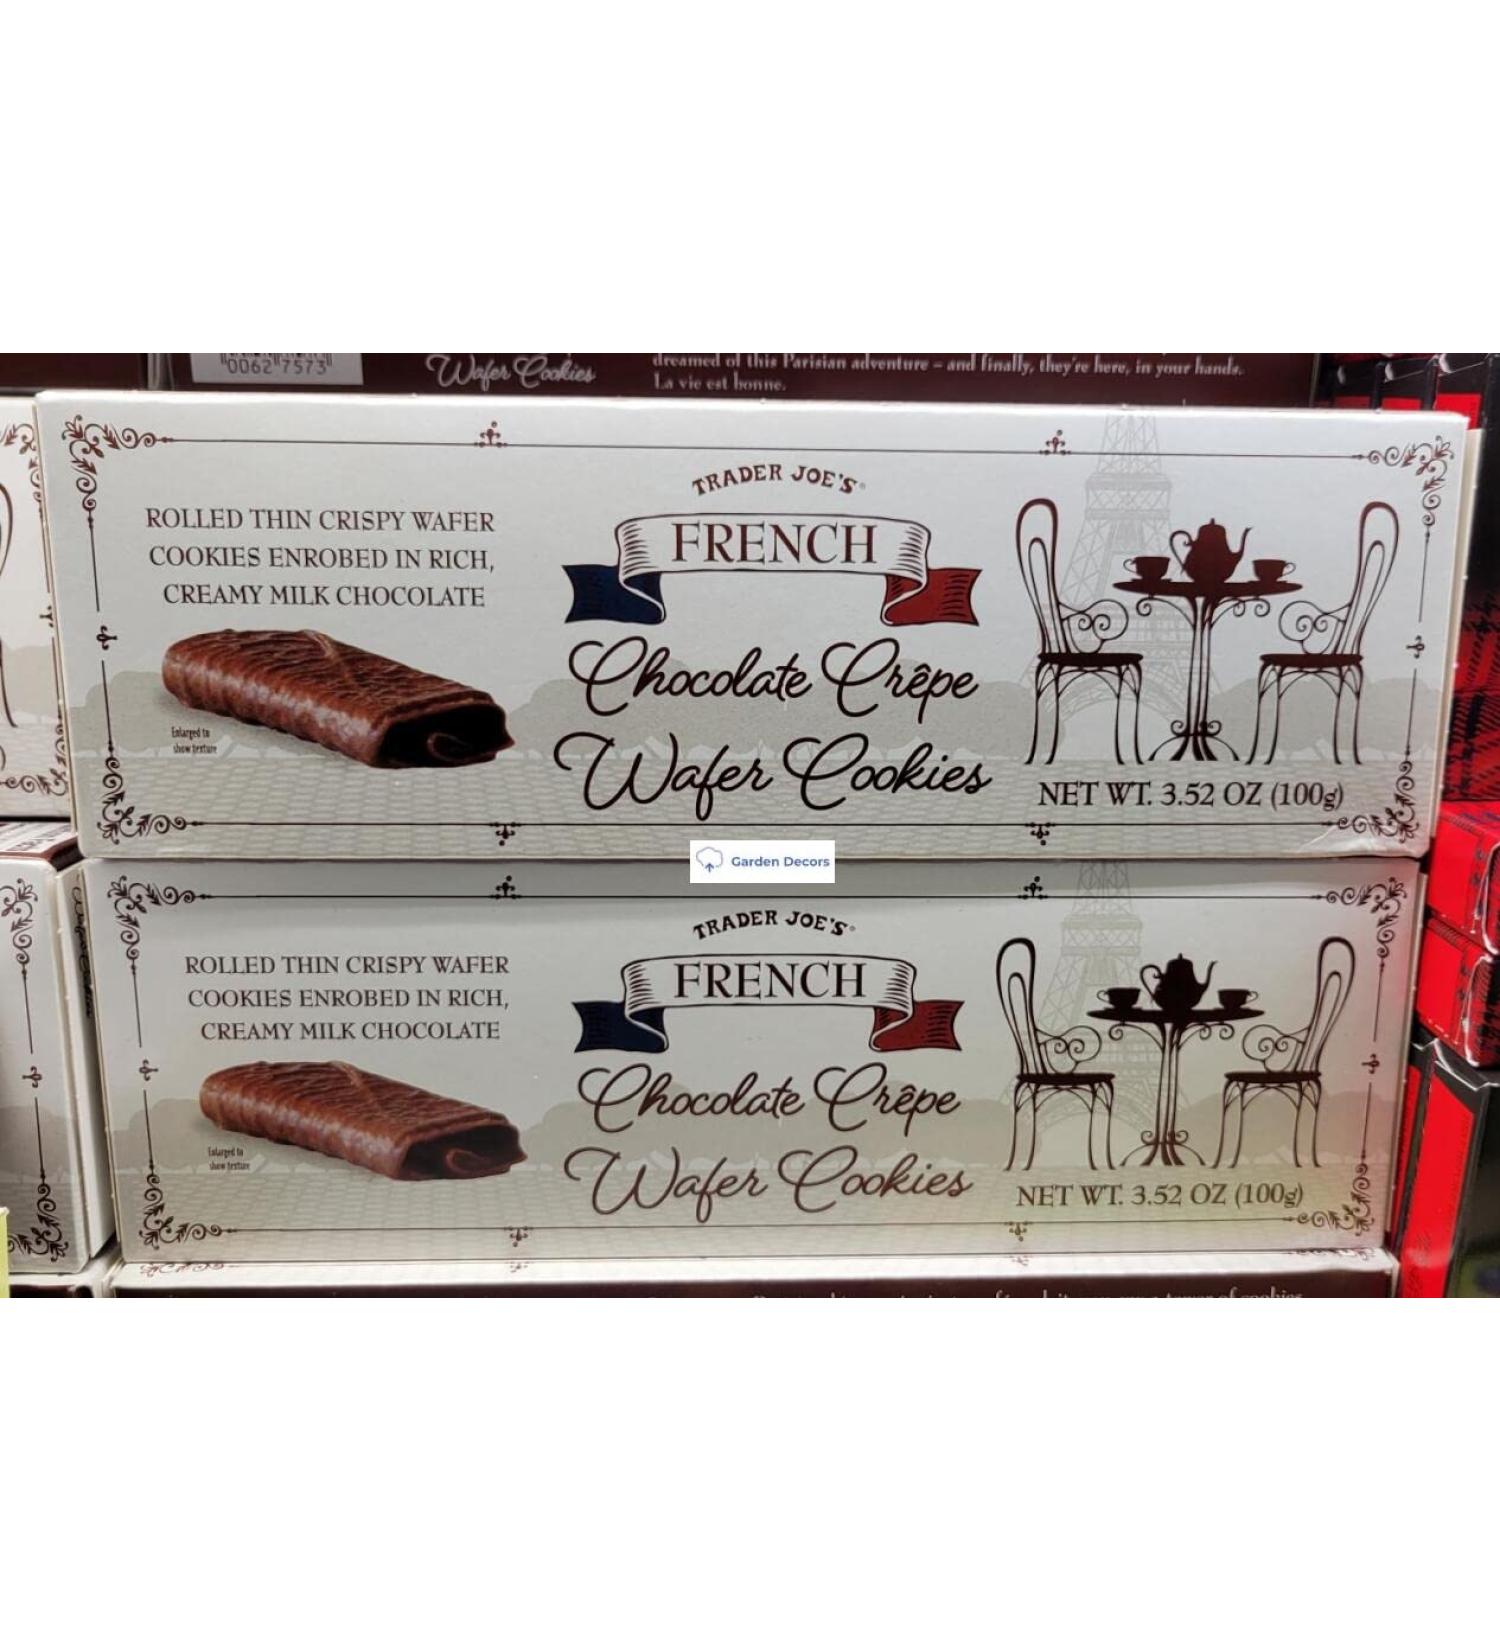 0062 7573
Wafer Cookies
dreamed of this Parisian adventure – and finally, they're here, in your hands.
La vie est bonne.
TRADER JOE'S®
FRENCH
Chocolate Crêpe
Wafer Cookies
ROLLED THIN CRISPY WAFER
COOKIES ENROBED IN RICH,
CREAMY MILK CHOCOLATE
Enlarged to
show texture
NET WT. 3.52 OZ (100g)
Garden Decors
TRADER JOE'S®
FRENCH
Chocolate Crêpe
Wafer Cookies
ROLLED THIN CRISPY WAFER
COOKIES ENROBED IN RICH,
CREAMY MILK CHOCOLATE
Enlarged to
show texture
NET WT. 3.52 OZ (100g)